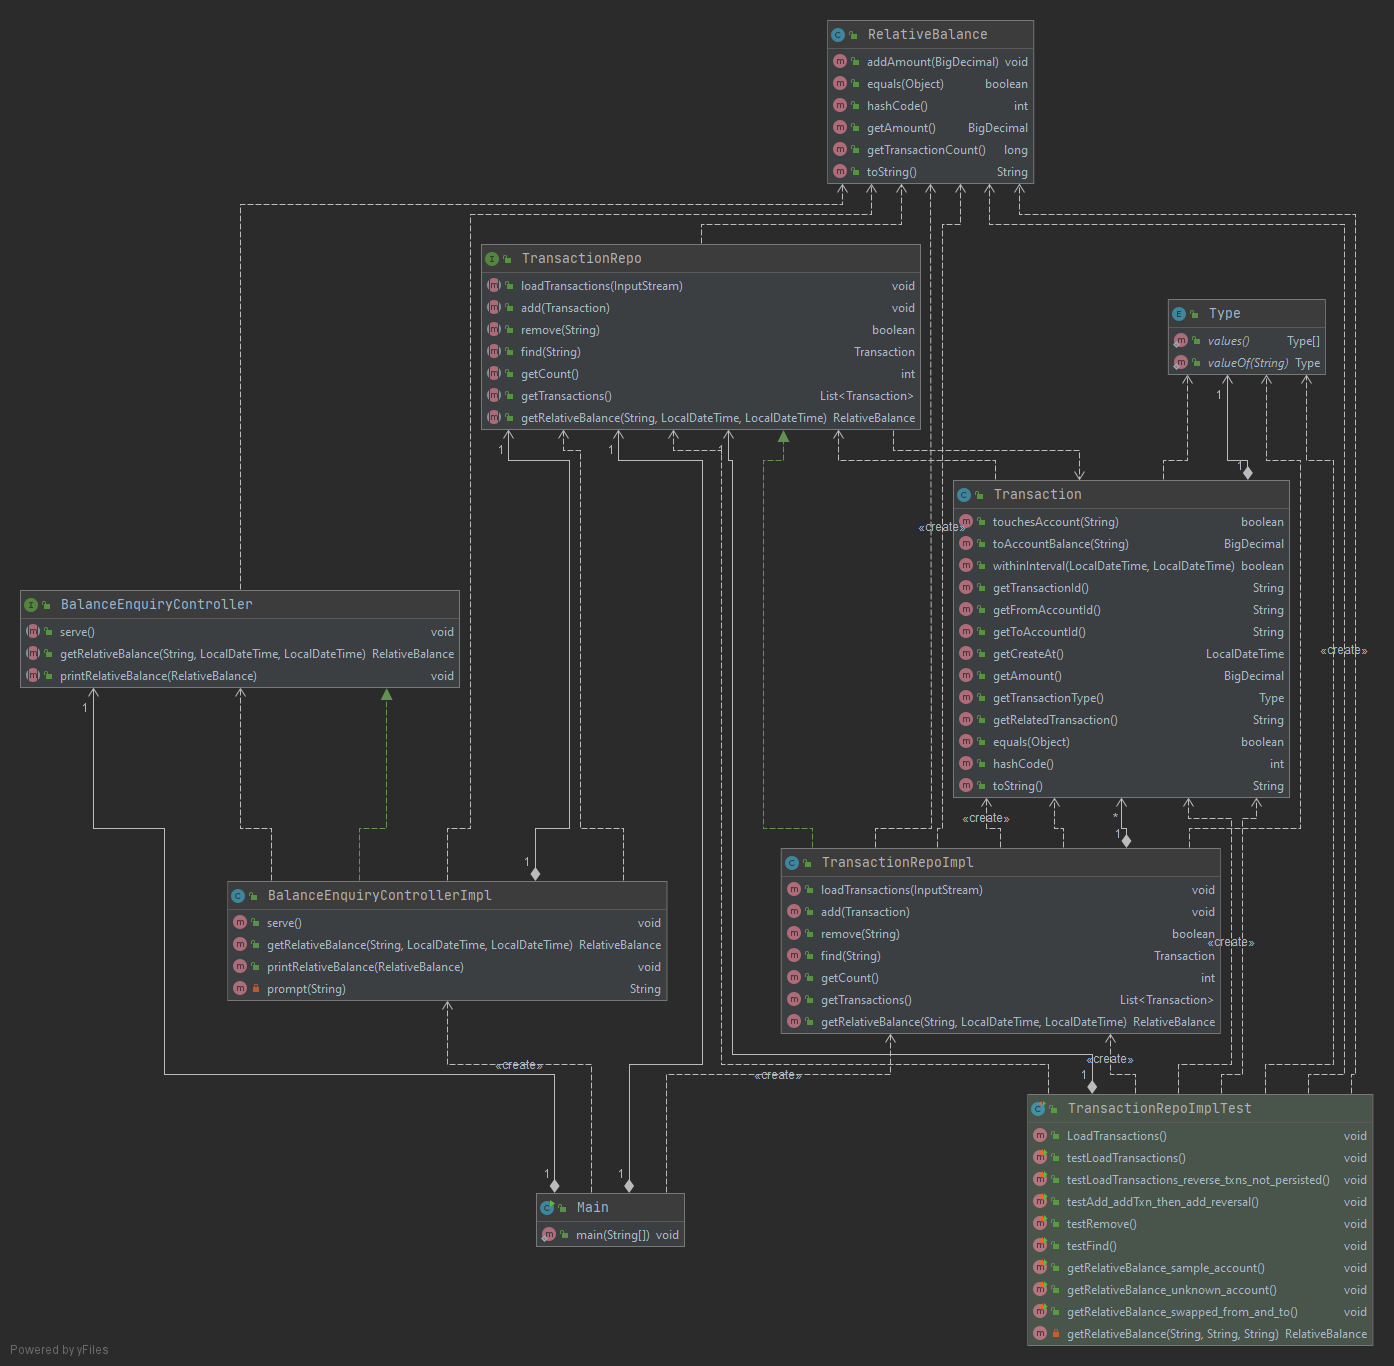 RelativeBalance
addAmount(BigDecimal) void
equals(Object) boolean
hashCode() int
getAmount() BigDecimal
getTransactionCount() long
toString() String
TransactionRepo
loadTransactions(InputStream) void
add(Transaction) void
remove(String) boolean
find(String) Transaction
getCount() int
getTransactions() List<Transaction>
getRelativeBalance(String, LocalDateTime, LocalDateTime) RelativeBalance
Type
values() Type[]
valueOf(String) Type
1
1
1
1
1
Transaction
touchesAccount(String) boolean
toAccountBalance(String) BigDecimal
withinInterval(LocalDateTime, LocalDateTime) boolean
getTransactionId() String
getFromAccountId() String
getToAccountId() String
getCreateAt() LocalDateTime
getAmount() BigDecimal
getTransactionType() Type
getRelatedTransaction() String
equals(Object) boolean
hashCode() int
toString() String
«create»
«create»
BalanceEnquiryController
serve() void
getRelativeBalance(String, LocalDateTime, LocalDateTime) RelativeBalance
printRelativeBalance(RelativeBalance) void
1
«create»
*
1
1
BalanceEnquiryControllerImpl
serve() void
getRelativeBalance(String, LocalDateTime, LocalDateTime) RelativeBalance
printRelativeBalance(RelativeBalance) void
prompt(String) String
TransactionRepoImpl
loadTransactions(InputStream) void
add(Transaction) void
remove(String) boolean
find(String) Transaction
getCount() int
getTransactions() List<Transaction>
getRelativeBalance(String, LocalDateTime, LocalDateTime) RelativeBalance
«create»
«create»
«create»
«create»
1
1
1
Main
main(String[]) void
TransactionRepoImplTest
LoadTransactions() void
testLoadTransactions() void
testLoadTransactions_reverse_txns_not_persisted() void
testAdd_addTxn_then_add_reversal() void
testRemove() void
testFind() void
getRelativeBalance_sample_account() void
getRelativeBalance_unknown_account() void
getRelativeBalance_swapped_from_and_to() void
getRelativeBalance(String, String, String) RelativeBalance
Powered by yFiles